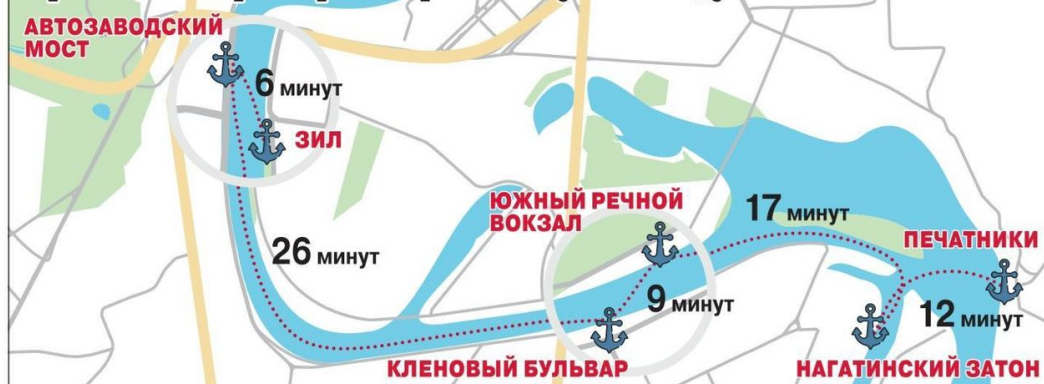 АВТОЗАВОДСКИЙ
МОСТ
6 минут
ЗИЛ
ЮЖНЫЙ РЕЧНОЙ
ВОКЗАЛ
17 минут
ПЕЧАТНИКИ
26 минут
9 минут
12 минут
КЛЕНОВЫЙ БУЛЬВАР
НАГАТИНСКИЙ ЗАТОН